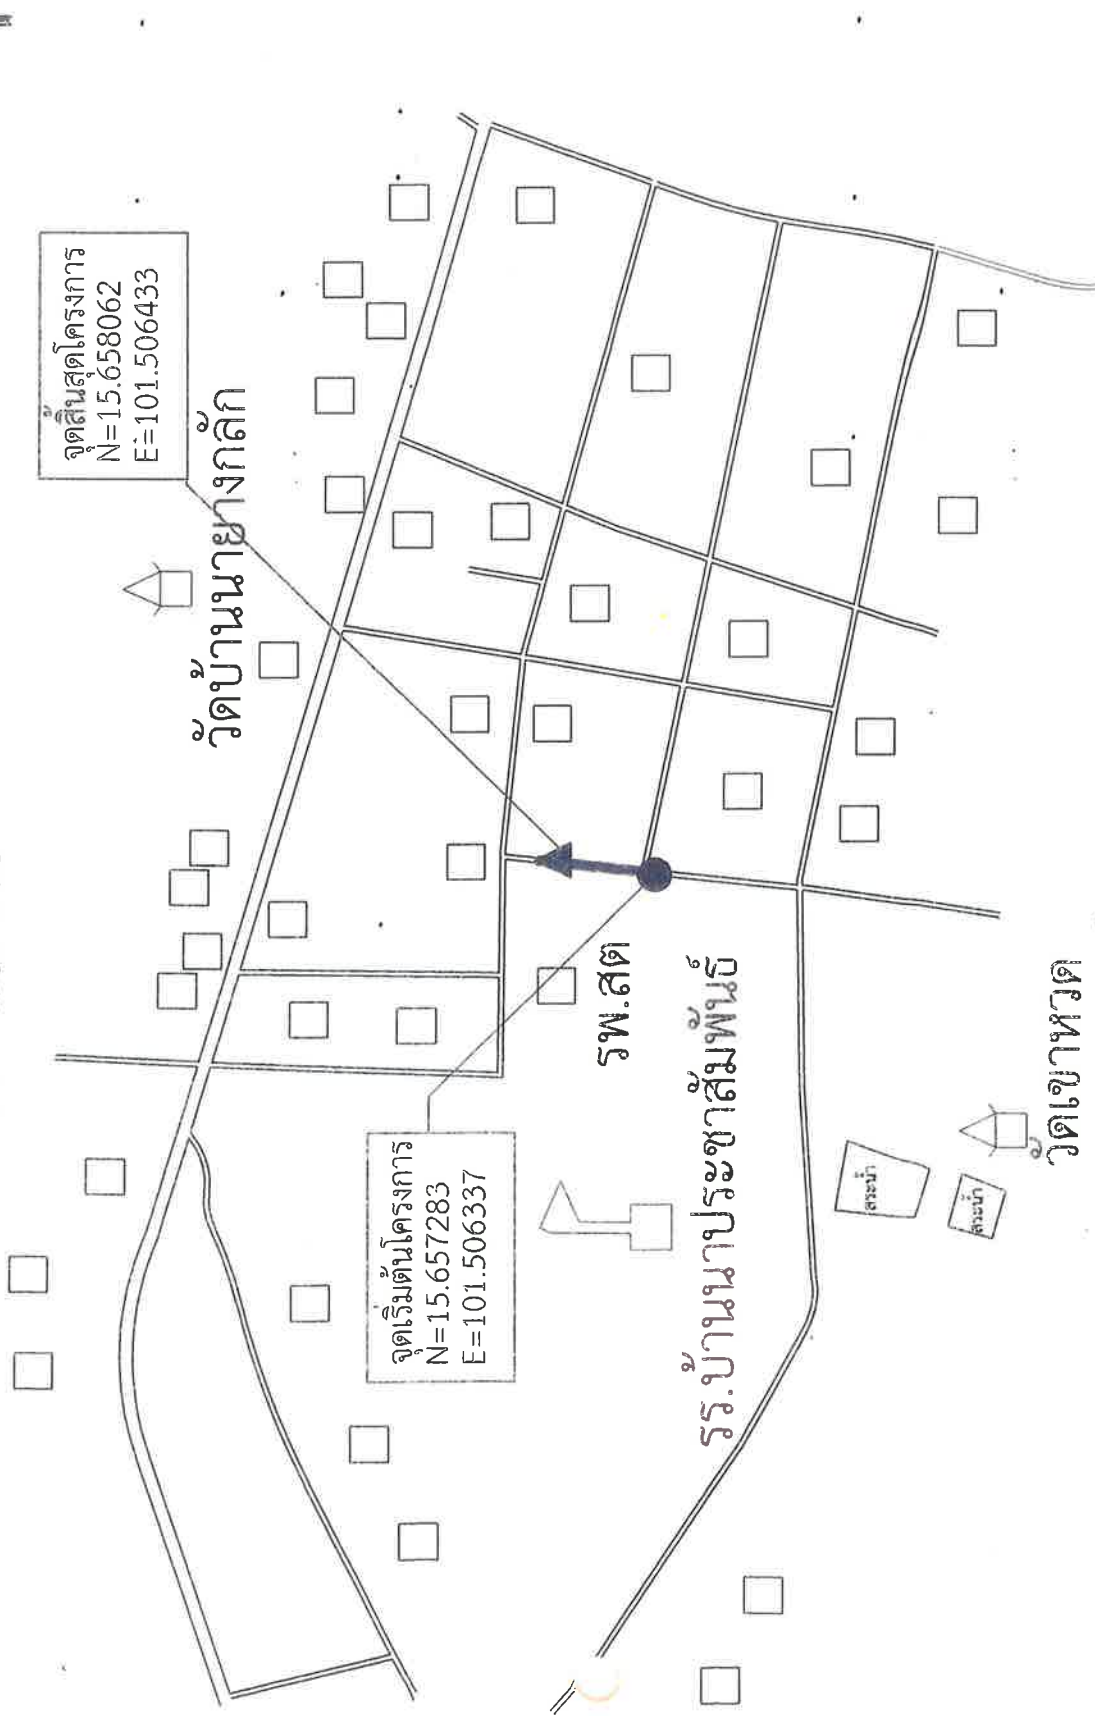 จุดสิ้นสุดโครงการ
N=15.658062
E=101.506433
วัดบ้านนายางกลัก
จุดเริ่มต้นโครงการ
N=15.657283
E=101.506337
รพ.สต
รร.บ้านนาประชาสัมพันธ์
สระน้ำ
สระน้ำ
วัดเขาหวด